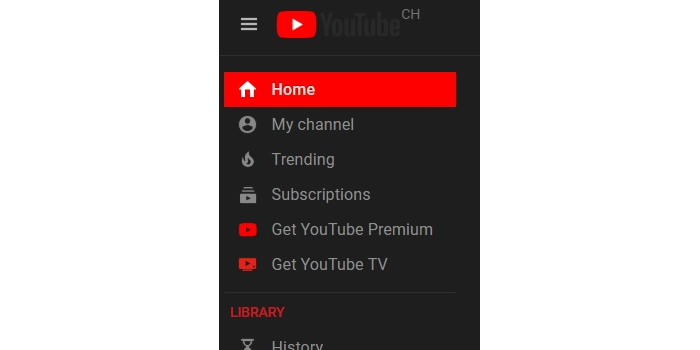 YouTube CH
Home
My channel
Trending
Subscriptions
Get YouTube Premium
Get YouTube TV
LIBRARY
History